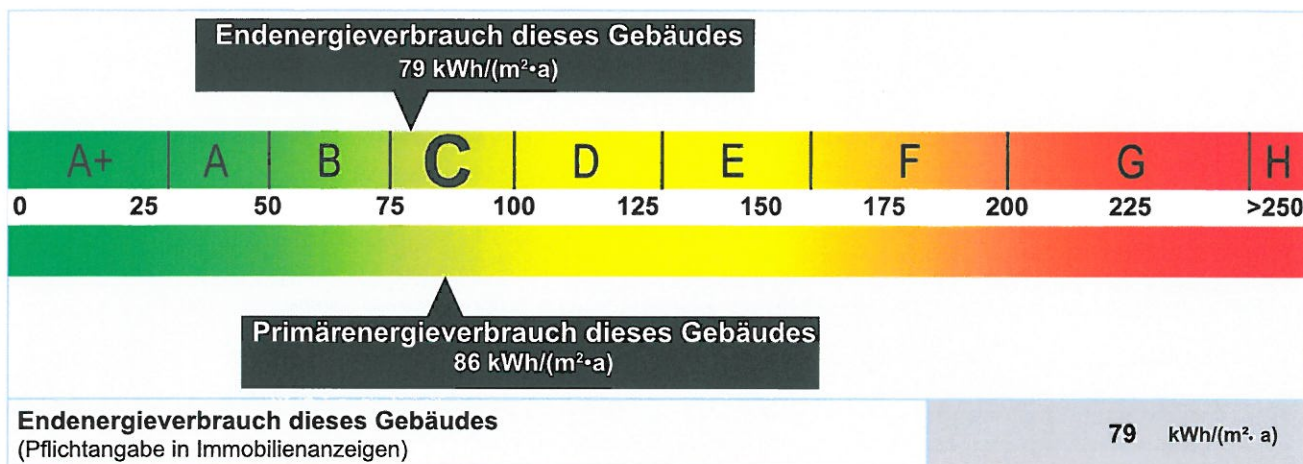 Endenergieverbrauch dieses Gebäudes
79 kWh/(m²•a)
A+ A B C D E F G H
0 25 50 75 100 125 150 175 200 225 >250
Primärenergieverbrauch dieses Gebäudes
86 kWh/(m²•a)
Endenergieverbrauch dieses Gebäudes
(Pflichtangabe in Immobilienanzeigen)
79 kWh/(m²· a)